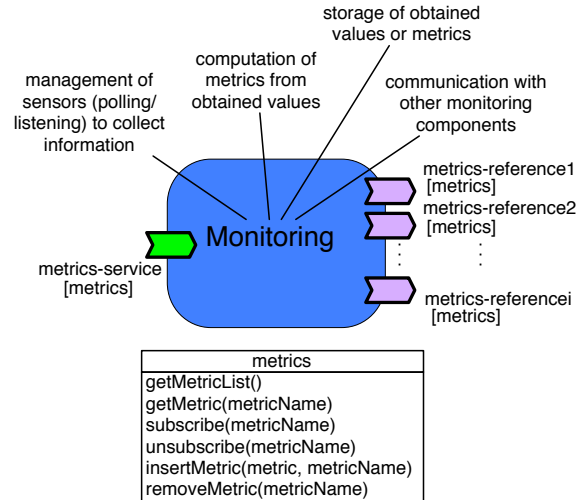 storage of obtained
values or metrics
computation of
metrics from
obtained values
management of
sensors (polling/
listening) to collect
information
communication with
other monitoring
components
metrics-reference1
[metrics]
metrics-reference2
[metrics]
Monitoring
metrics-service
[metrics]
metrics-referencei
[metrics]
metrics
getMetricList()
getMetric(metricName)
subscribe(metricName)
unsubscribe(metricName)
insertMetric(metric, metricName)
removeMetric(metricName)